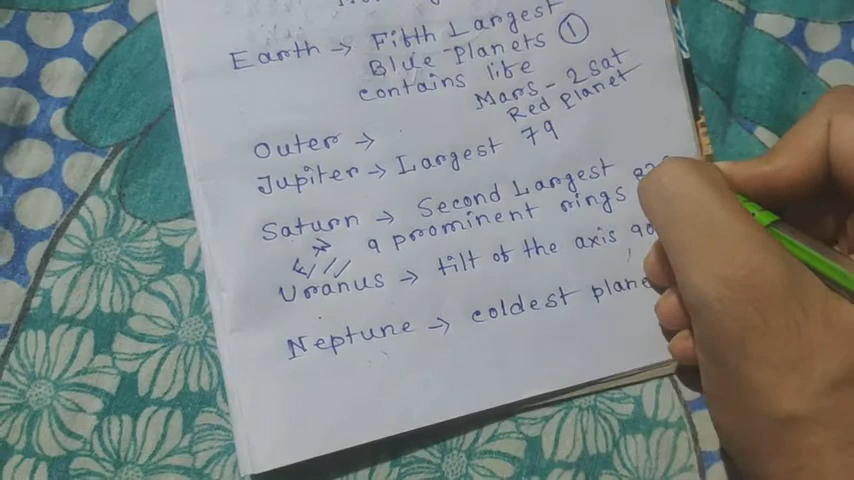 Earth → Fifth Largest
Blue-Planets ①
contains life
Mars - 2 sat
Red Planet
Outer →
Jupiter → Largest 79
Saturn → Second Largest
9 prominent rings
Uranus → tilt of the axis
Neptune → coldest